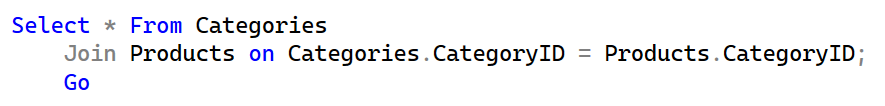 Select * From Categories
    Join Products on Categories.CategoryID = Products.CategoryID;
    Go